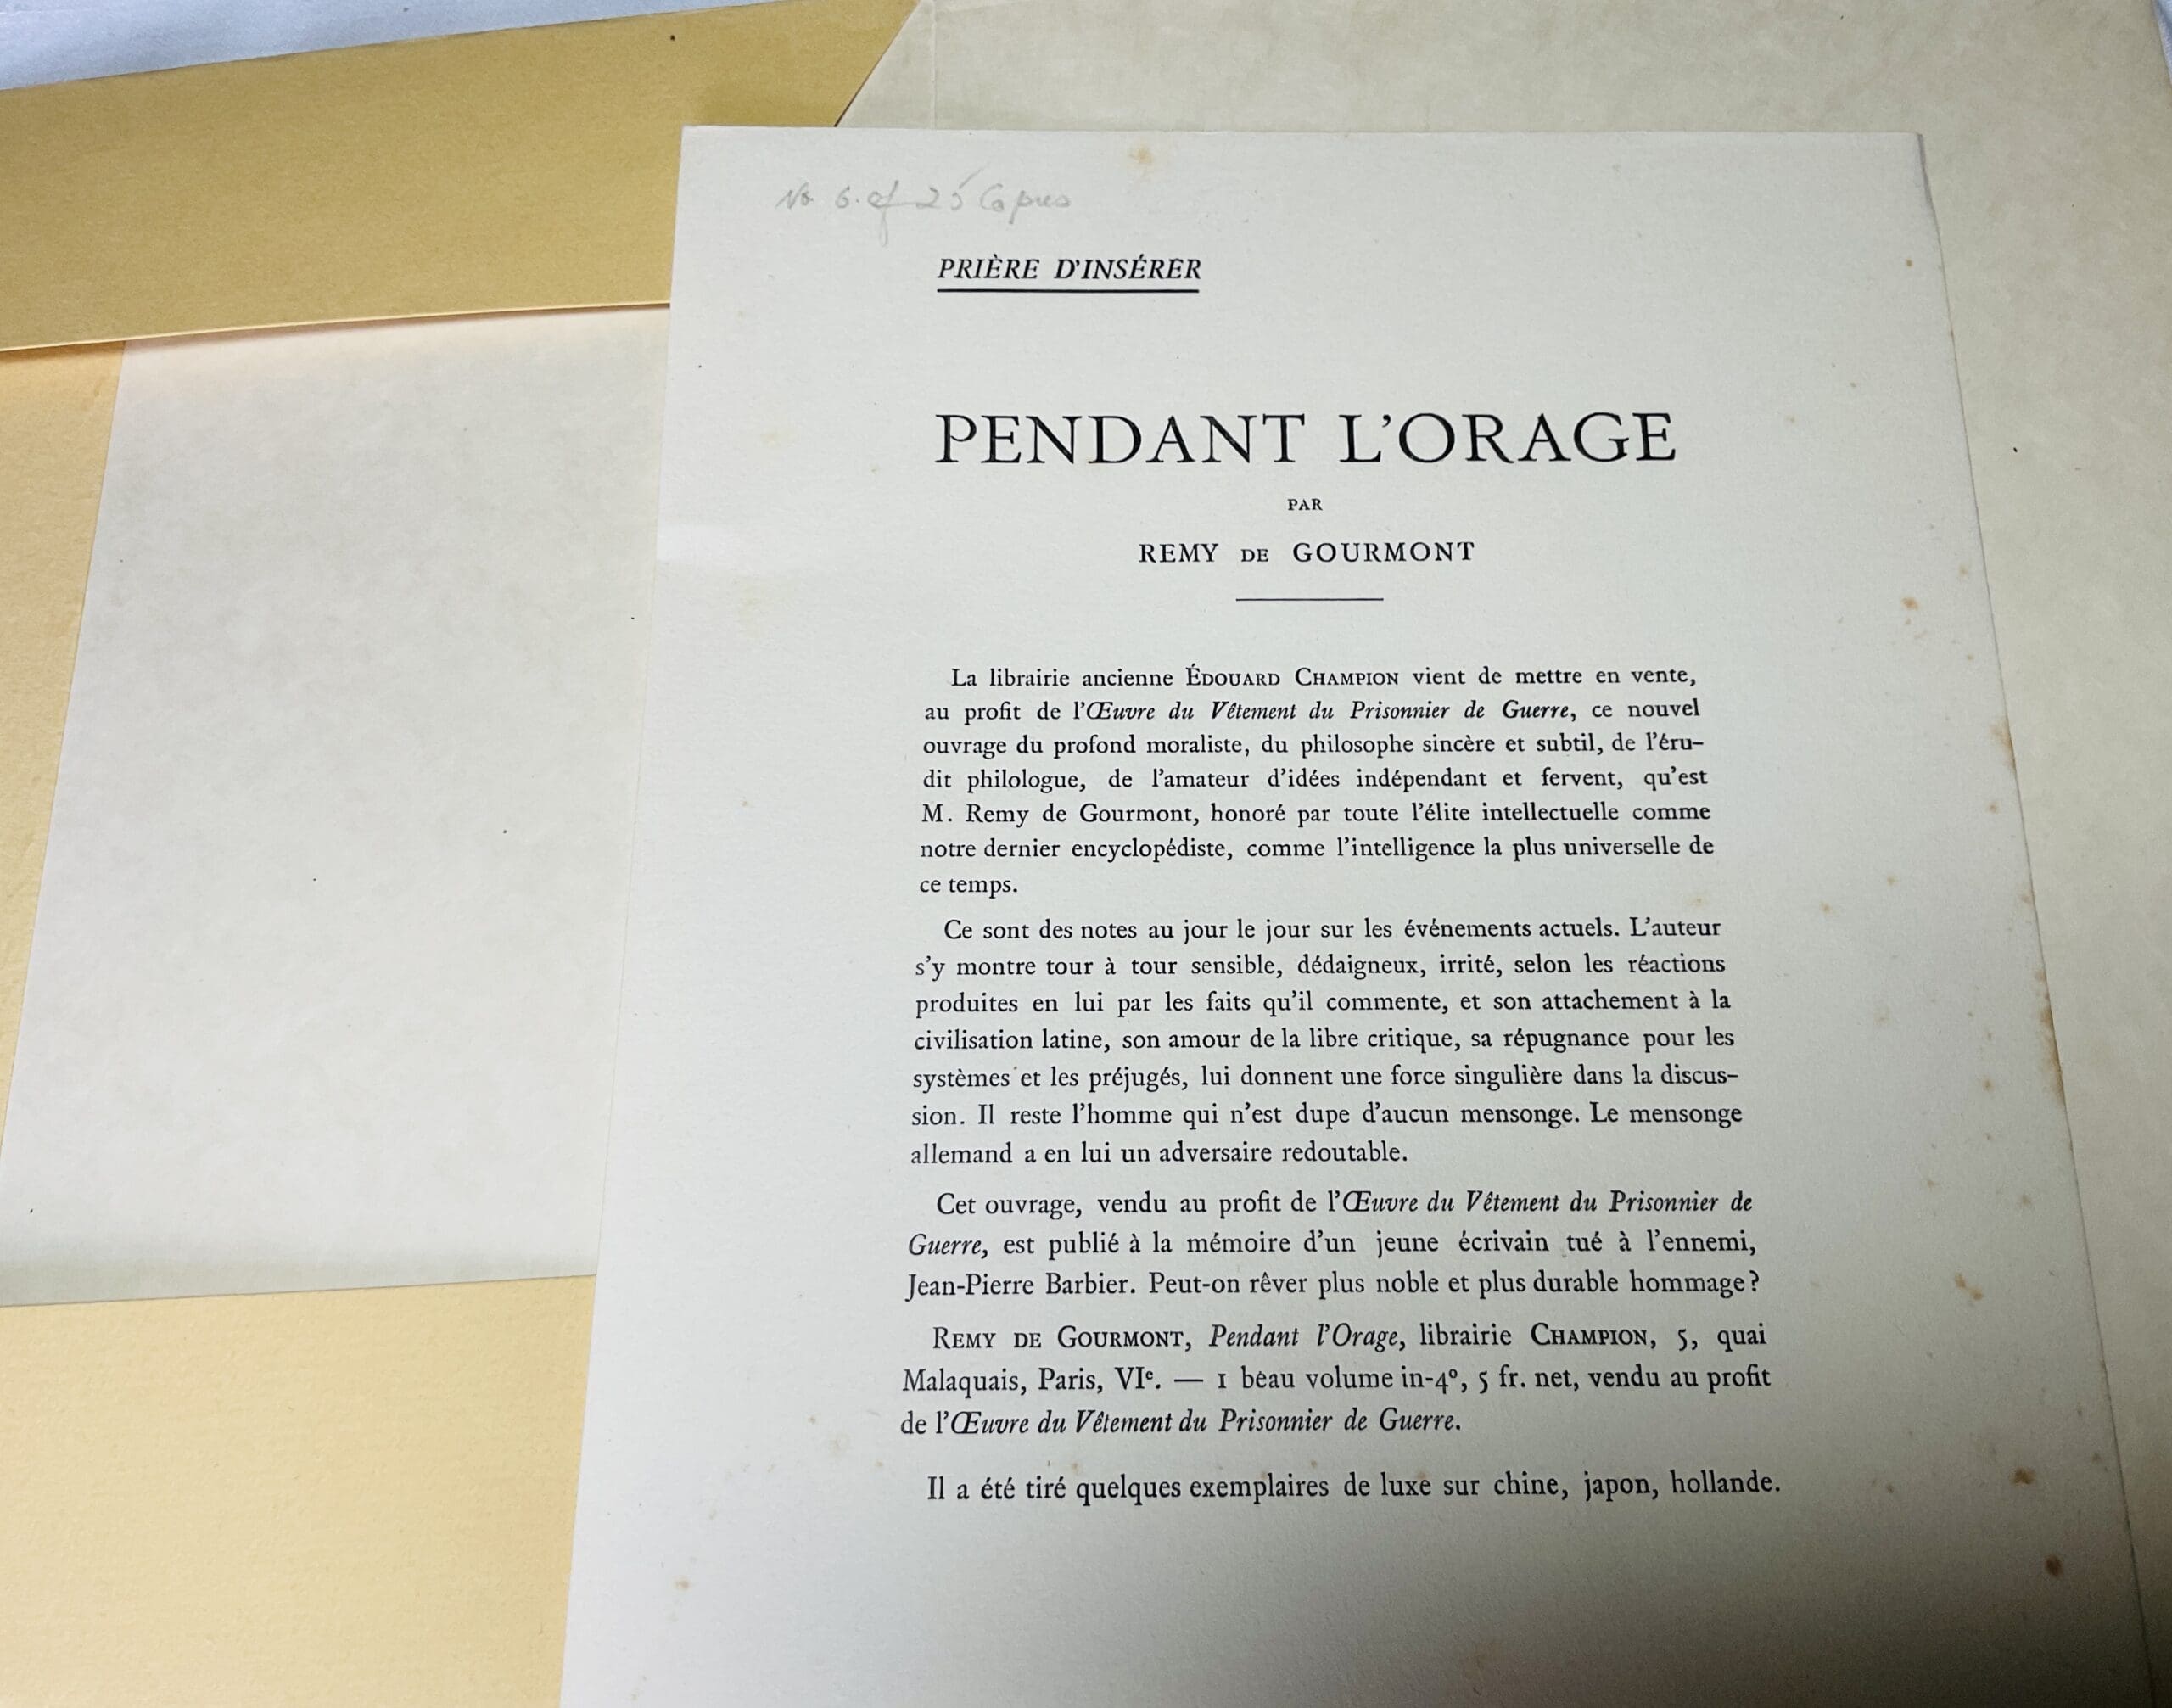 No 6. of 25 Copies
PRIÈRE D'INSÉRER
PENDANT L'ORAGE
PAR
REMY DE GOURMONT
La librairie ancienne ÉDOUARD CHAMPION vient de mettre en vente,
au profit de l'Œuvre du Vêtement du Prisonnier de Guerre, ce nouvel
ouvrage du profond moraliste, du philosophe sincère et subtil, de l'éru-
dit philologue, de l'amateur d'idées indépendant et fervent, qu'est
M. Remy de Gourmont, honoré par toute l'élite intellectuelle comme
notre dernier encyclopédiste, comme l'intelligence la plus universelle de
ce temps.
Ce sont des notes au jour le jour sur les événements actuels. L'auteur
s'y montre tour à tour sensible, dédaigneux, irrité, selon les réactions
produites en lui par les faits qu'il commente, et son attachement à la
civilisation latine, son amour de la libre critique, sa répugnance pour les
systèmes et les préjugés, lui donnent une force singulière dans la discus-
sion. Il reste l'homme qui n'est dupe d'aucun mensonge. Le mensonge
allemand a en lui un adversaire redoutable.
Cet ouvrage, vendu au profit de l'Œuvre du Vêtement du Prisonnier de
Guerre, est publié à la mémoire d'un jeune écrivain tué à l'ennemi,
Jean-Pierre Barbier. Peut-on rêver plus noble et plus durable hommage?
REMY DE GOURMONT, Pendant l'Orage, librairie CHAMPION, 5, quai
Malaquais, Paris, VIe. — 1 beau volume in-4º, 5 fr. net, vendu au profit
de l'Œuvre du Vêtement du Prisonnier de Guerre.
Il a été tiré quelques exemplaires de luxe sur chine, japon, hollande.